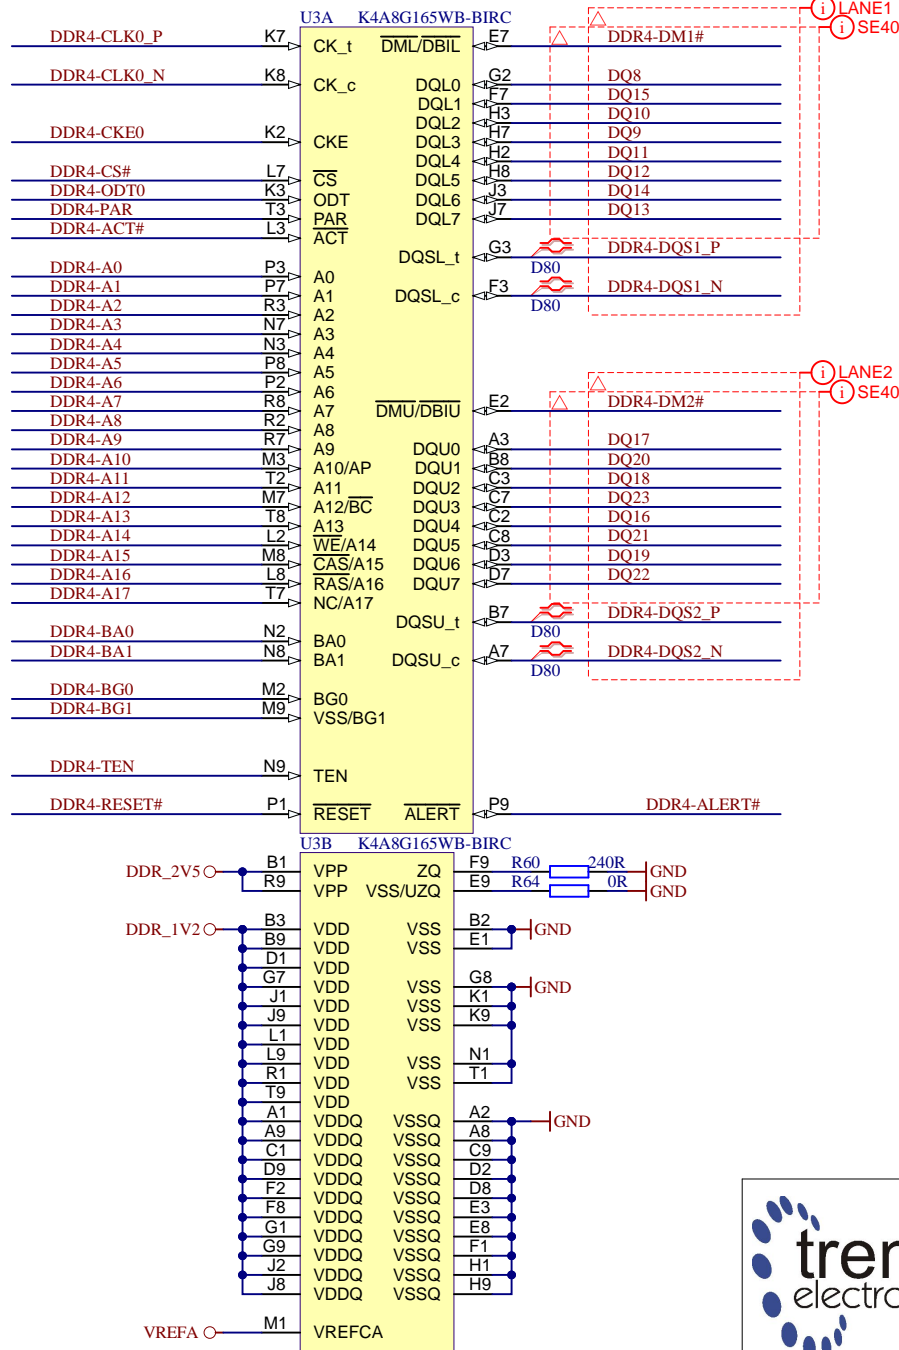 U3A K4A8G165WB-BIRC LANE1
SE40
DDR4-CLK0_P K7 CK_t DML/DBIL E7 DDR4-DM1#
DDR4-CLK0_N K8 CK_c DQL0 G2 DQ8
DQL1 F7 DQ15
DQL2 H3 DQ10
DDR4-CKE0 K2 CKE DQL3 H7 DQ9
DQL4 H2 DQ11
DDR4-CS# L7 CS DQL5 H8 DQ12
DDR4-ODT0 K3 ODT DQL6 J3 DQ14
DDR4-PAR T3 PAR DQL7 J7 DQ13
DDR4-ACT# L3 ACT
DQSL_t G3 D80 DDR4-DQS1_P
DDR4-A0 P3 A0
DDR4-A1 P7 A1 DQSL_c F3 D80 DDR4-DQS1_N
DDR4-A2 R3 A2
DDR4-A3 N7 A3
DDR4-A4 N3 A4
DDR4-A5 P8 A5 LANE2
DDR4-A6 P2 A6 SE40
DDR4-A7 R8 A7 DMU/DBIU E2 DDR4-DM2#
DDR4-A8 R2 A8
DDR4-A9 R7 A9 DQU0 A3 DQ17
DDR4-A10 M3 A10/AP DQU1 B8 DQ20
DDR4-A11 T2 A11 DQU2 C3 DQ18
DDR4-A12 M7 A12/BC DQU3 C7 DQ23
DDR4-A13 T8 A13 DQU4 C2 DQ16
DDR4-A14 L2 WE/A14 DQU5 C8 DQ21
DDR4-A15 M8 CAS/A15 DQU6 D3 DQ19
DDR4-A16 L8 RAS/A16 DQU7 D7 DQ22
DDR4-A17 T7 NC/A17
DQSU_t B7 D80 DDR4-DQS2_P
DDR4-BA0 N2 BA0
DDR4-BA1 N8 BA1 DQSU_c A7 D80 DDR4-DQS2_N
DDR4-BG0 M2 BG0
DDR4-BG1 M9 VSS/BG1
DDR4-TEN N9 TEN
DDR4-RESET# P1 RESET ALERT P9 DDR4-ALERT#
U3B K4A8G165WB-BIRC
DDR_2V5 B1 VPP ZQ F9 R60 240R GND
R9 VPP VSS/UZQ E9 R64 0R GND
DDR_1V2 B3 VDD VSS B2 GND
B9 VDD VSS E1
D1 VDD
G7 VDD VSS G8 GND
J1 VDD VSS K1
J9 VDD VSS K9
L1 VDD
L9 VDD VSS N1
R1 VDD VSS T1
T9 VDD
A1 VDDQ VSSQ A2 GND
A9 VDDQ VSSQ A8
C1 VDDQ VSSQ C9
D9 VDDQ VSSQ D2
F2 VDDQ VSSQ D8
F8 VDDQ VSSQ E3
G1 VDDQ VSSQ E8
G9 VDDQ VSSQ F1
J2 VDDQ VSSQ H1
J8 VDDQ VSSQ H9
VREFA M1 VREFCA